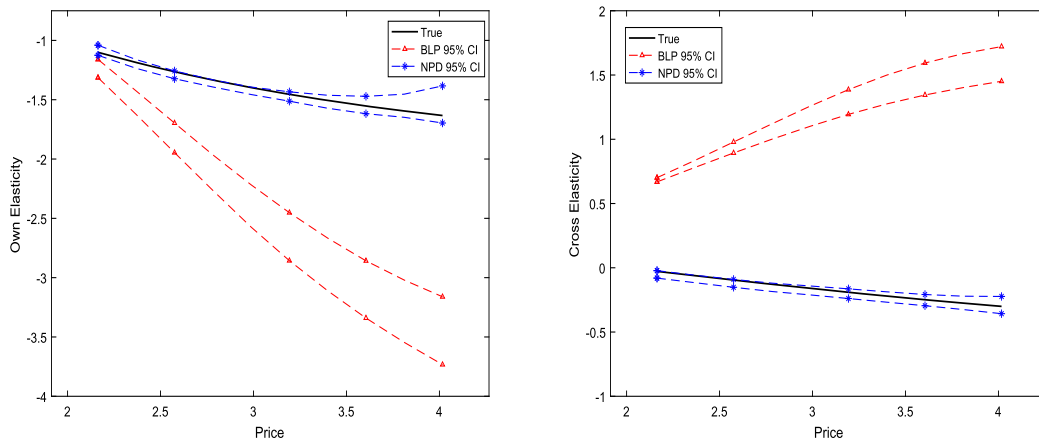 -1
-1.5
-2
-2.5
-3
-3.5
-4
Own Elasticity
2
2.5
3
3.5
4
Price
True
BLP 95% CI
NPD 95% CI
2
1.5
1
0.5
0
-0.5
-1
Cross Elasticity
2
2.5
3
3.5
4
Price
True
BLP 95% CI
NPD 95% CI